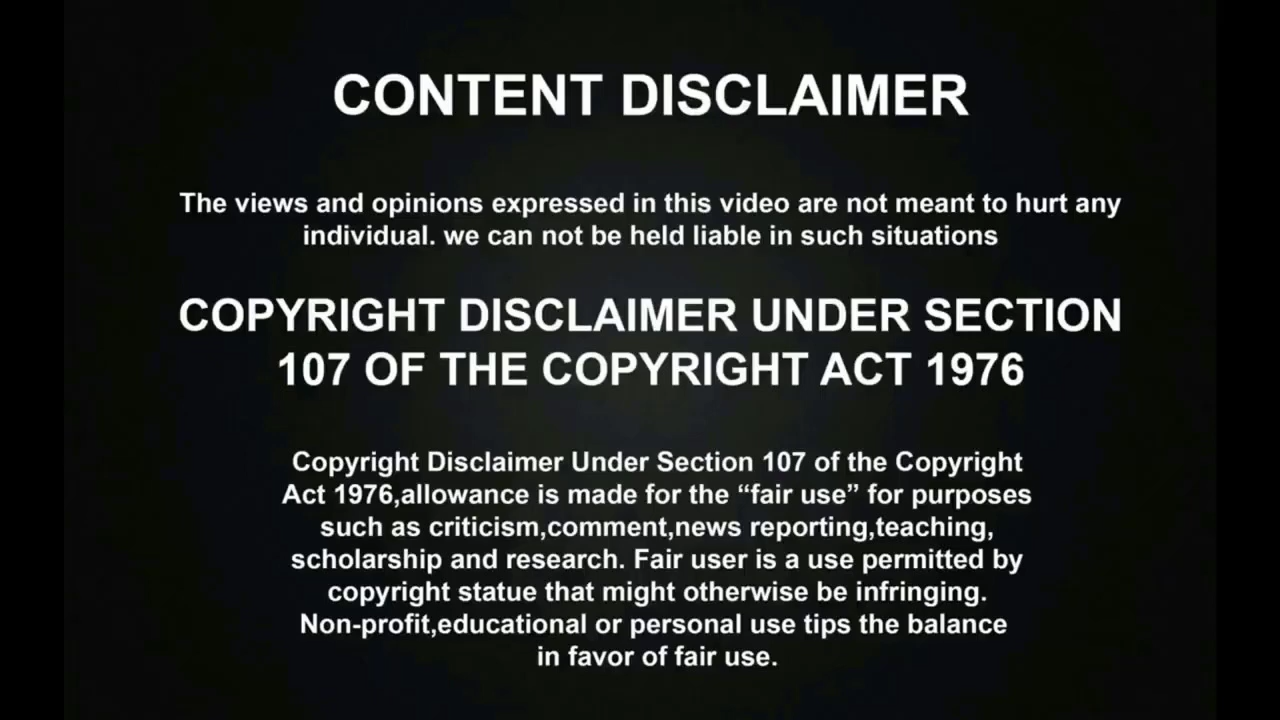 CONTENT DISCLAIMER
The views and opinions expressed in this video are not meant to hurt any
individual. we can not be held liable in such situations
COPYRIGHT DISCLAIMER UNDER SECTION
107 OF THE COPYRIGHT ACT 1976
Copyright Disclaimer Under Section 107 of the Copyright
Act 1976,allowance is made for the “fair use” for purposes
such as criticism,comment,news reporting,teaching,
scholarship and research. Fair user is a use permitted by
copyright statue that might otherwise be infringing.
Non-profit,educational or personal use tips the balance
in favor of fair use.